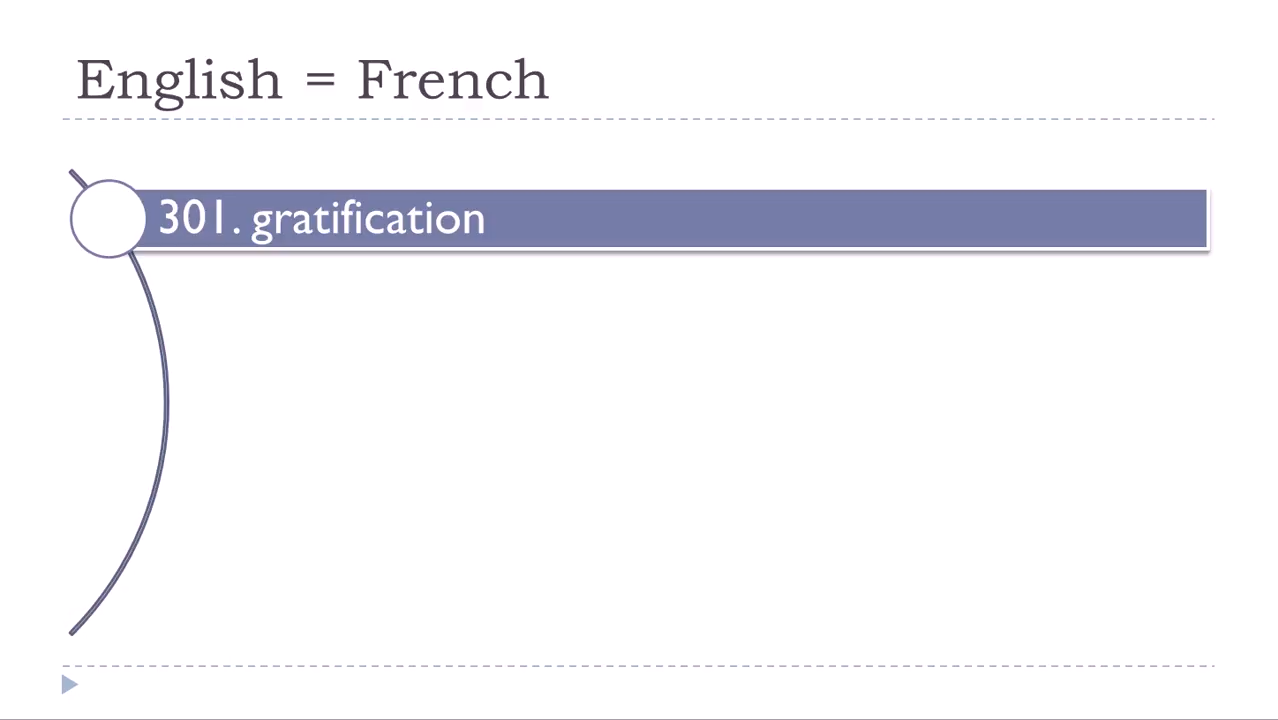 English = French
301. gratification